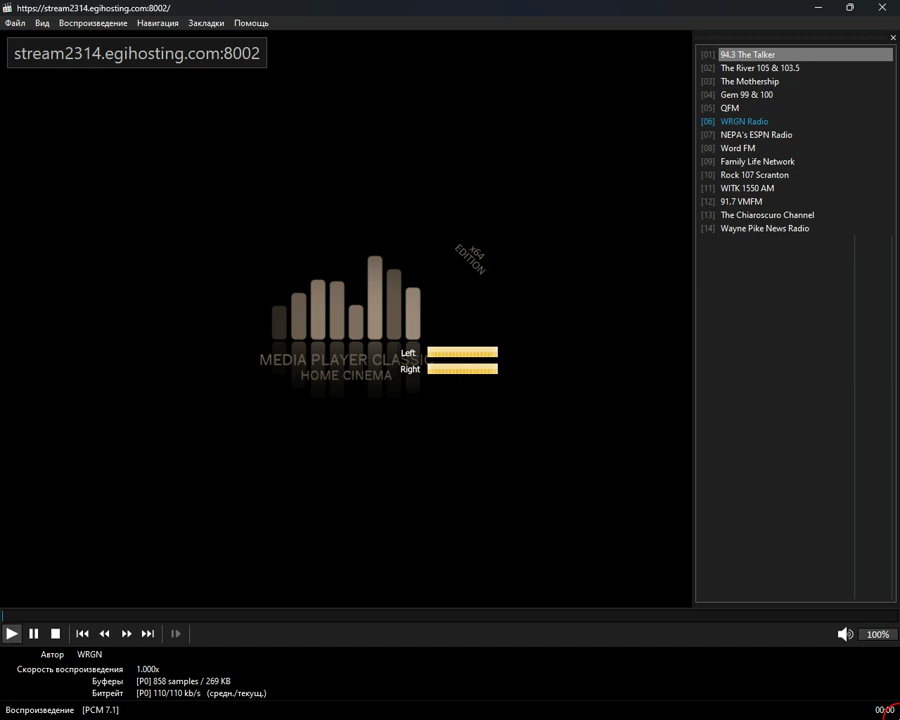 https://stream2314.egihosting.com:8002/
Файл Вид Воспроизведение Навигация Закладки Помощь
stream2314.egihosting.com:8002
[01] 94.3 The Talker
[02] The River 105 & 103.5
[03] The Mothership
[04] Gem 99 & 100
[05] QFM
[06] WRGN Radio
[07] NEPA's ESPN Radio
[08] Word FM
[09] Family Life Network
[10] Rock 107 Scranton
[11] WITK 1550 AM
[12] 91.7 VMFM
[13] The Chiaroscuro Channel
[14] Wayne Pike News Radio
x64
EDITION
MEDIA PLAYER CLASSIC
HOME CINEMA
Left
Right
100%
Автор WRGN
Скорость воспроизведения 1.000x
Буферы [P0] 858 samples / 269 KB
Битрейт [P0] 110/110 kb/s (средн./текущ.)
Воспроизведение [PCM 7.1] 00:00